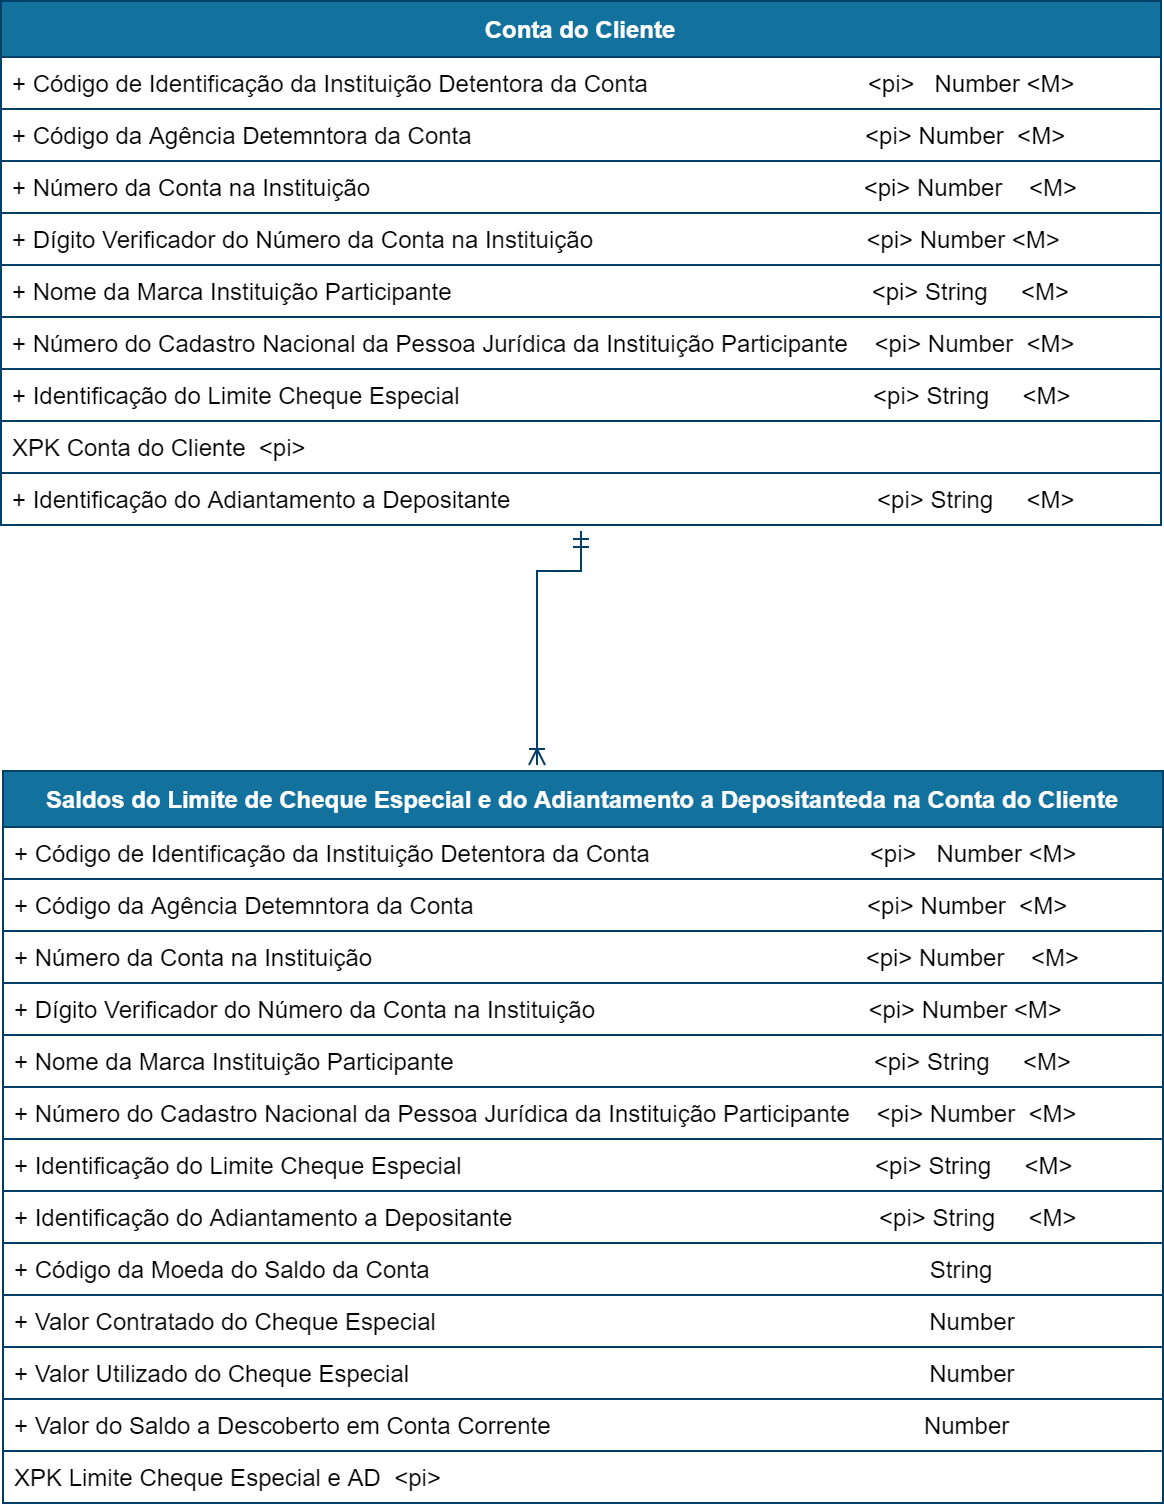 Conta do Cliente
+ Código de Identificação da Instituição Detentora da Conta <pi> Number <M>
+ Código da Agência Detemntora da Conta <pi> Number <M>
+ Número da Conta na Instituição <pi> Number <M>
+ Dígito Verificador do Número da Conta na Instituição <pi> Number <M>
+ Nome da Marca Instituição Participante <pi> String <M>
+ Número do Cadastro Nacional da Pessoa Jurídica da Instituição Participante <pi> Number <M>
+ Identificação do Limite Cheque Especial <pi> String <M>
XPK Conta do Cliente <pi>
+ Identificação do Adiantamento a Depositante <pi> String <M>
Saldos do Limite de Cheque Especial e do Adiantamento a Depositanteda na Conta do Cliente
+ Código de Identificação da Instituição Detentora da Conta <pi> Number <M>
+ Código da Agência Detemntora da Conta <pi> Number <M>
+ Número da Conta na Instituição <pi> Number <M>
+ Dígito Verificador do Número da Conta na Instituição <pi> Number <M>
+ Nome da Marca Instituição Participante <pi> String <M>
+ Número do Cadastro Nacional da Pessoa Jurídica da Instituição Participante <pi> Number <M>
+ Identificação do Limite Cheque Especial <pi> String <M>
+ Identificação do Adiantamento a Depositante <pi> String <M>
+ Código da Moeda do Saldo da Conta String
+ Valor Contratado do Cheque Especial Number
+ Valor Utilizado do Cheque Especial Number
+ Valor do Saldo a Descoberto em Conta Corrente Number
XPK Limite Cheque Especial e AD <pi>